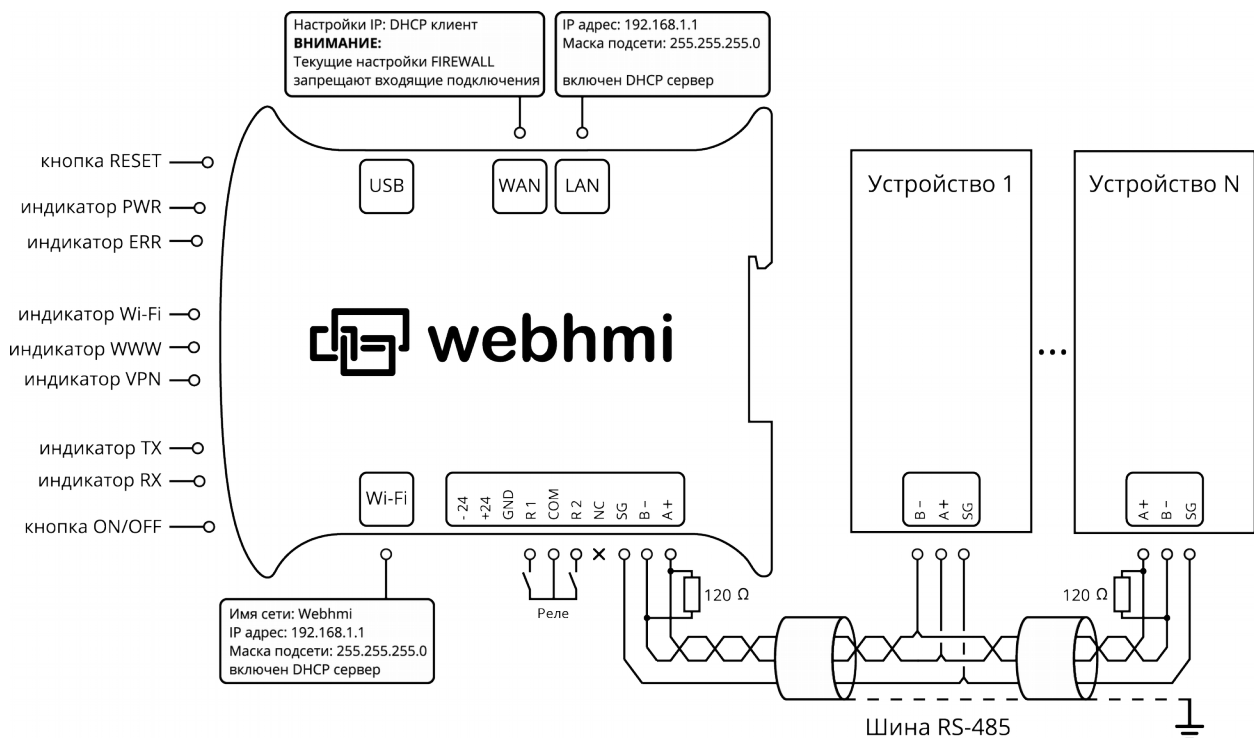 Настройки IP: DHCP клиент
ВНИМАНИЕ:
Текущие настройки FIREWALL
запрещают входящие подключения
IP адрес: 192.168.1.1
Маска подсети: 255.255.255.0
включен DHCP сервер
кнопка RESET
индикатор PWR
индикатор ERR
индикатор Wi-Fi
индикатор WWW
индикатор VPN
индикатор TX
индикатор RX
кнопка ON/OFF
USB
WAN
LAN
webhmi
Wi-Fi
- 24
+24
GND
R 1
COM
R 2
NC
SG
B -
A +
Реле
120 Ω
Имя сети: Webhmi
IP адрес: 192.168.1.1
Маска подсети: 255.255.255.0
включен DHCP сервер
Устройство 1
B -
A +
SG
...
Устройство N
A +
B -
SG
120 Ω
Шина RS-485